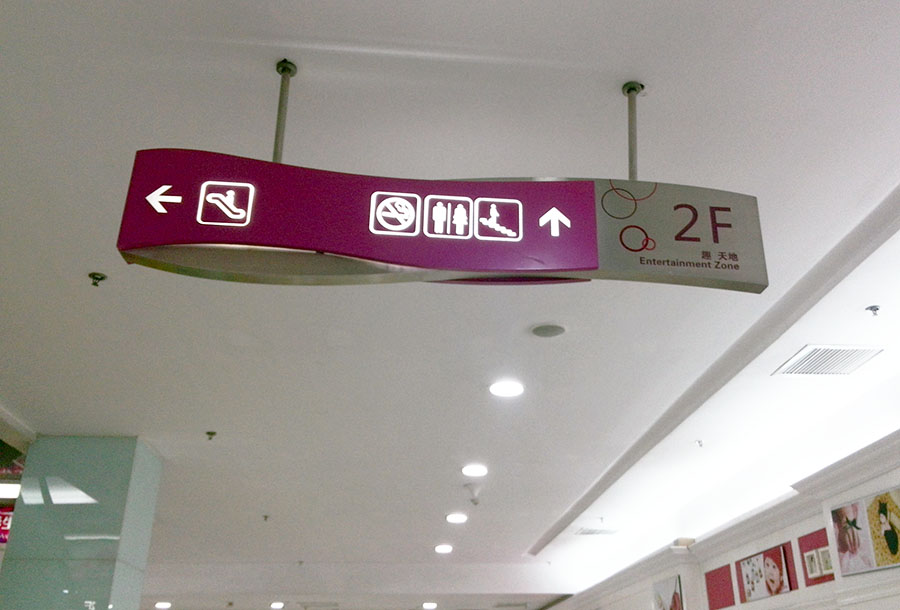 2F
趣 天地
Entertainment Zone